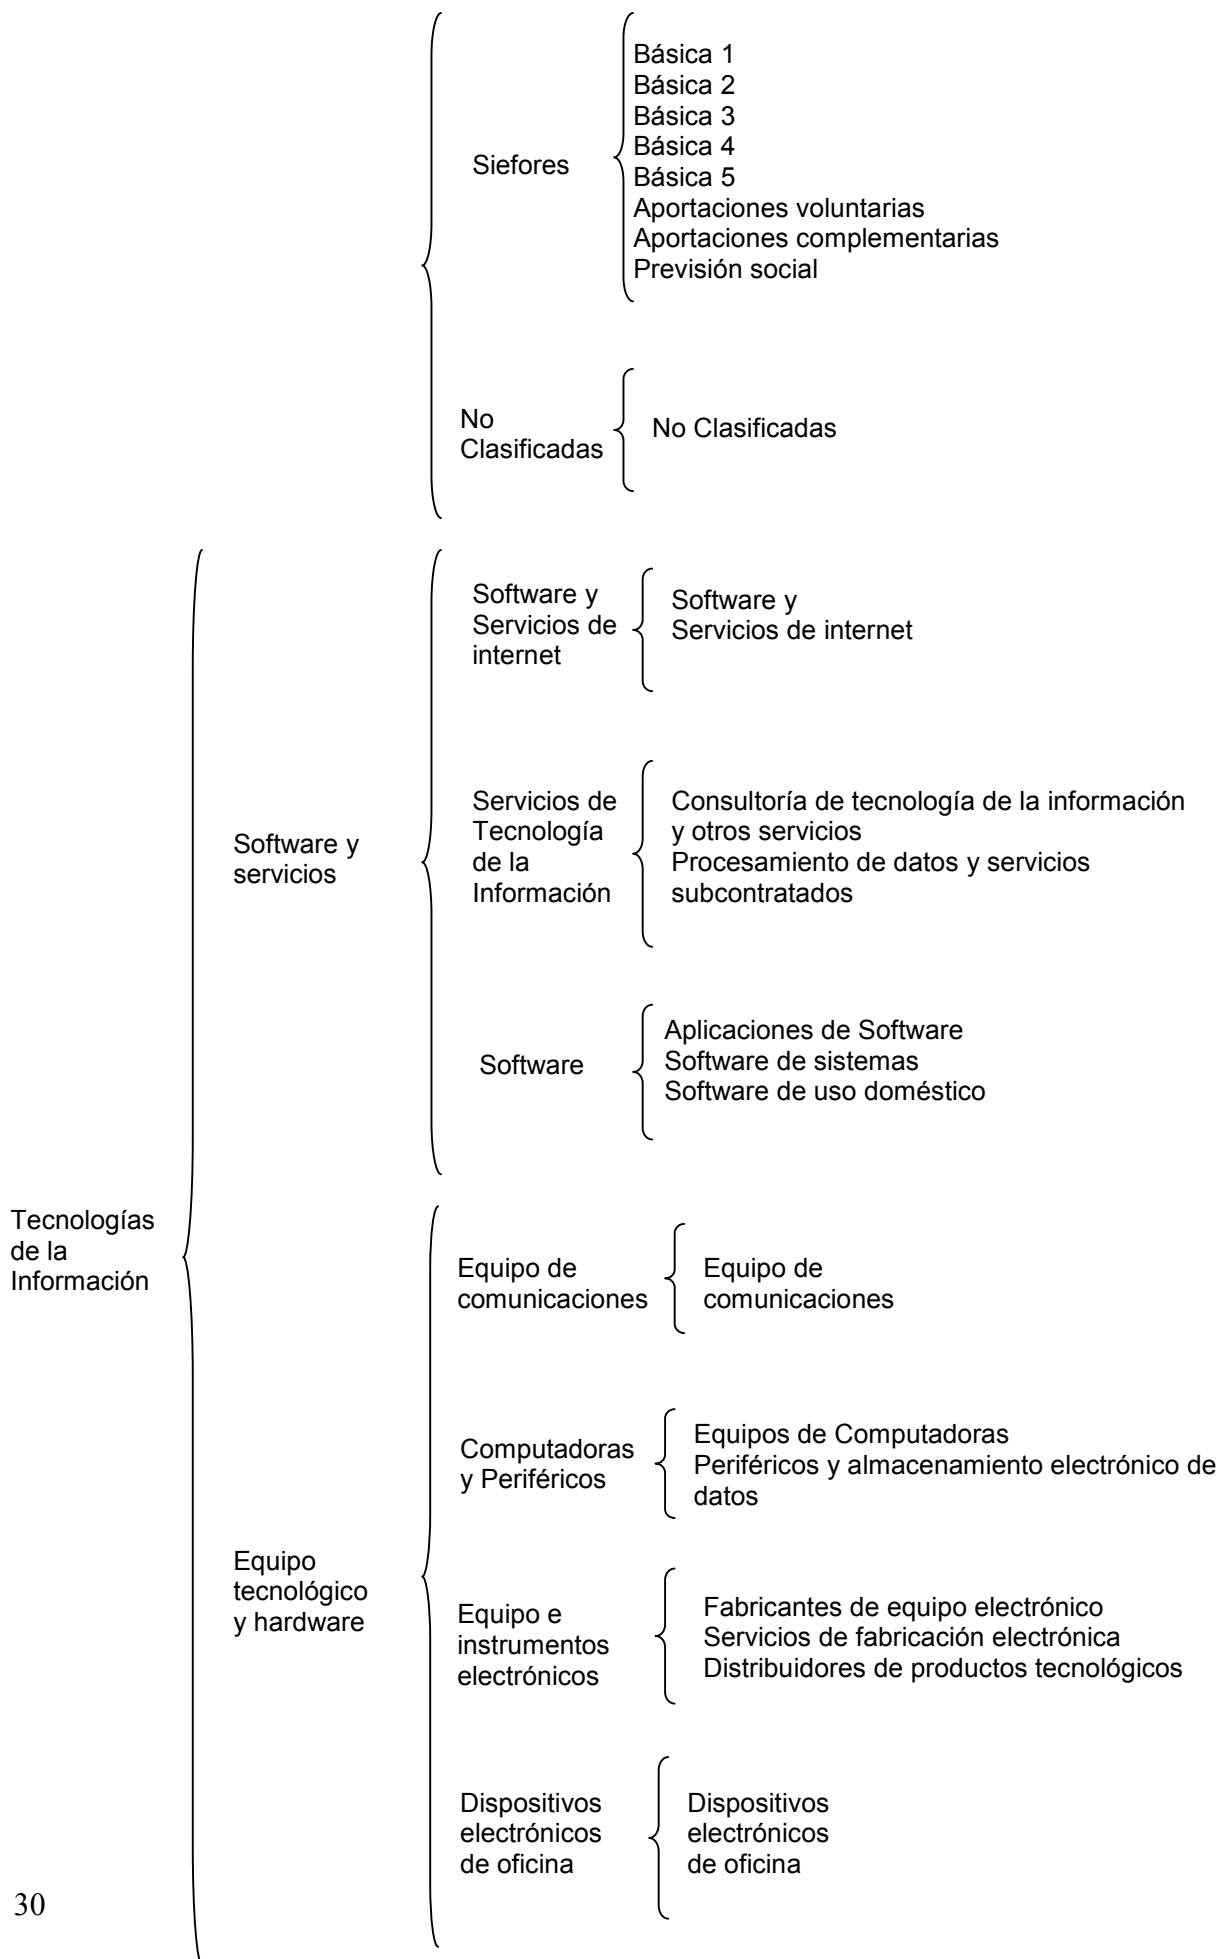 Siefores
Básica 1
Básica 2
Básica 3
Básica 4
Básica 5
Aportaciones voluntarias
Aportaciones complementarias
Previsión social
No
Clasificadas
No Clasificadas
Tecnologías
de la
Información
Software y
servicios
Software y
Servicios de
internet
Software y
Servicios de internet
Servicios de
Tecnología
de la
Información
Consultoría de tecnología de la información
y otros servicios
Procesamiento de datos y servicios
subcontratados
Software
Aplicaciones de Software
Software de sistemas
Software de uso doméstico
Equipo
tecnológico
y hardware
Equipo de
comunicaciones
Equipo de
comunicaciones
Computadoras
y Periféricos
Equipos de Computadoras
Periféricos y almacenamiento electrónico de
datos
Equipo e
instrumentos
electrónicos
Fabricantes de equipo electrónico
Servicios de fabricación electrónica
Distribuidores de productos tecnológicos
Dispositivos
electrónicos
de oficina
Dispositivos
electrónicos
de oficina
30